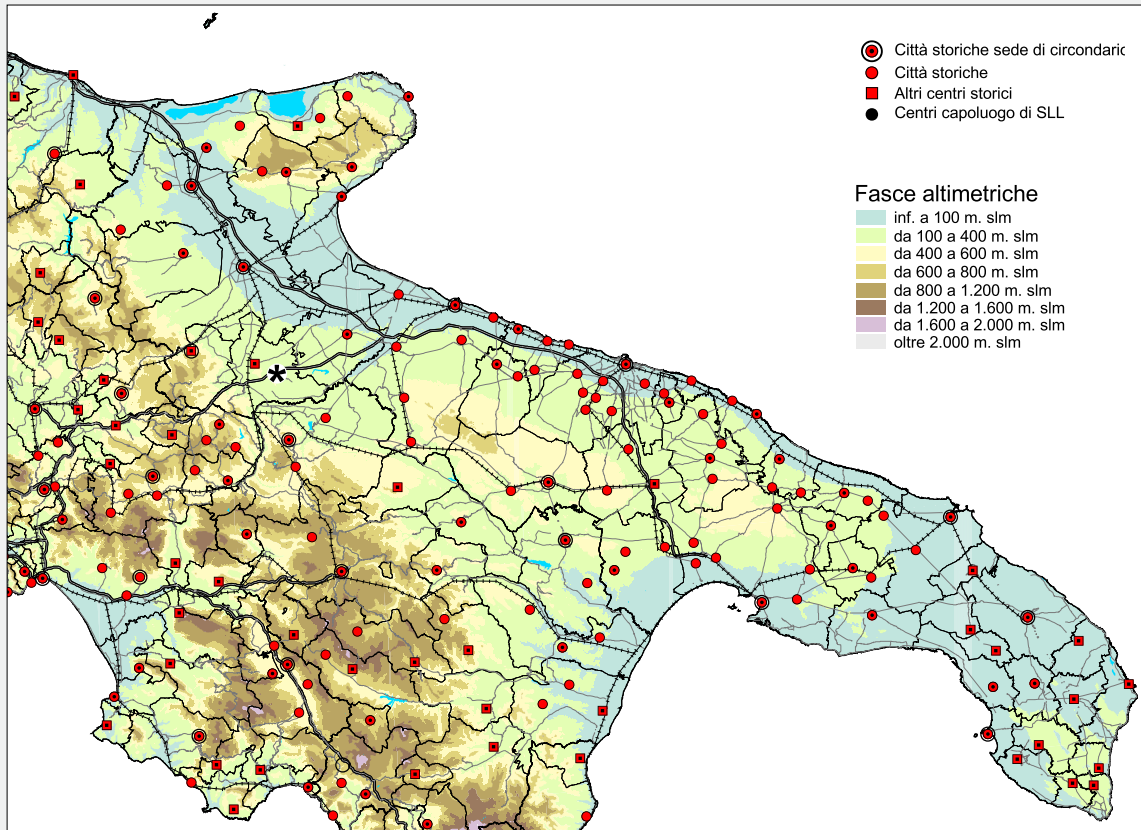 Città storiche sede di circondaric
Città storiche
Altri centri storici
Centri capoluogo di SLL
Fasce altimetriche
inf. a 100 m. slm
da 100 a 400 m. slm
da 400 a 600 m. slm
da 600 a 800 m. slm
da 800 a 1.200 m. slm
da 1.200 a 1.600 m. slm
da 1.600 a 2.000 m. slm
oltre 2.000 m. slm
*